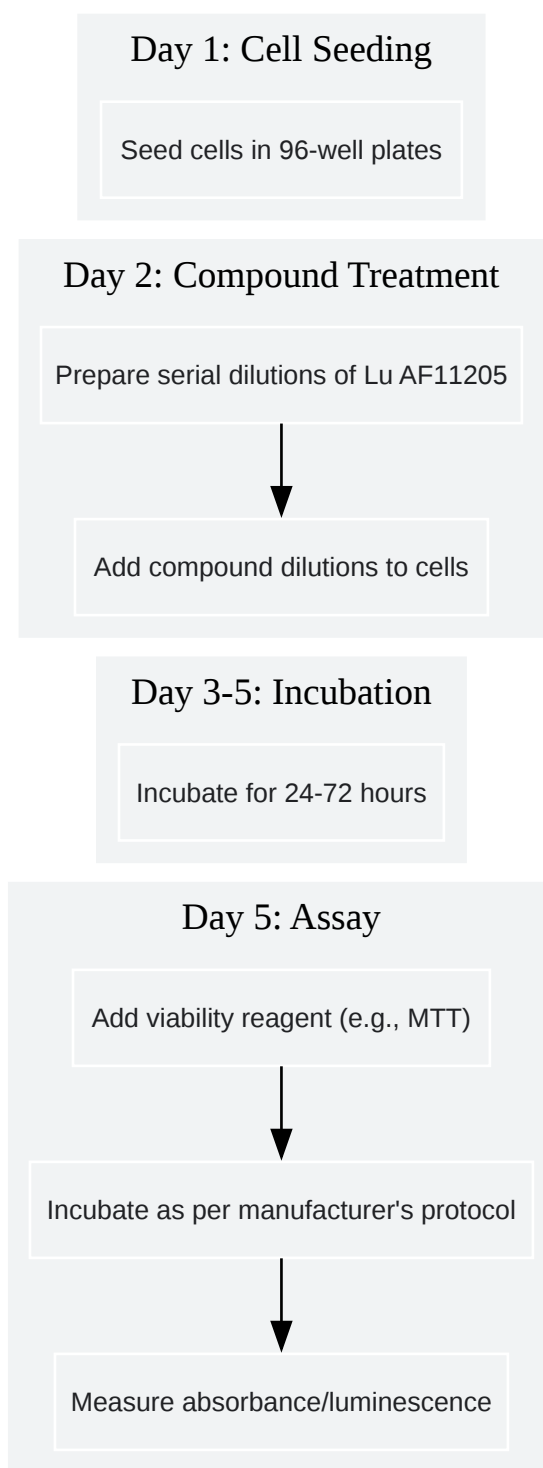 Day 1: Cell Seeding
Seed cells in 96-well plates
Day 2: Compound Treatment
Prepare serial dilutions of Lu AF11205
Add compound dilutions to cells
Day 3-5: Incubation
Incubate for 24-72 hours
Day 5: Assay
Add viability reagent (e.g., MTT)
Incubate as per manufacturer's protocol
Measure absorbance/luminescence